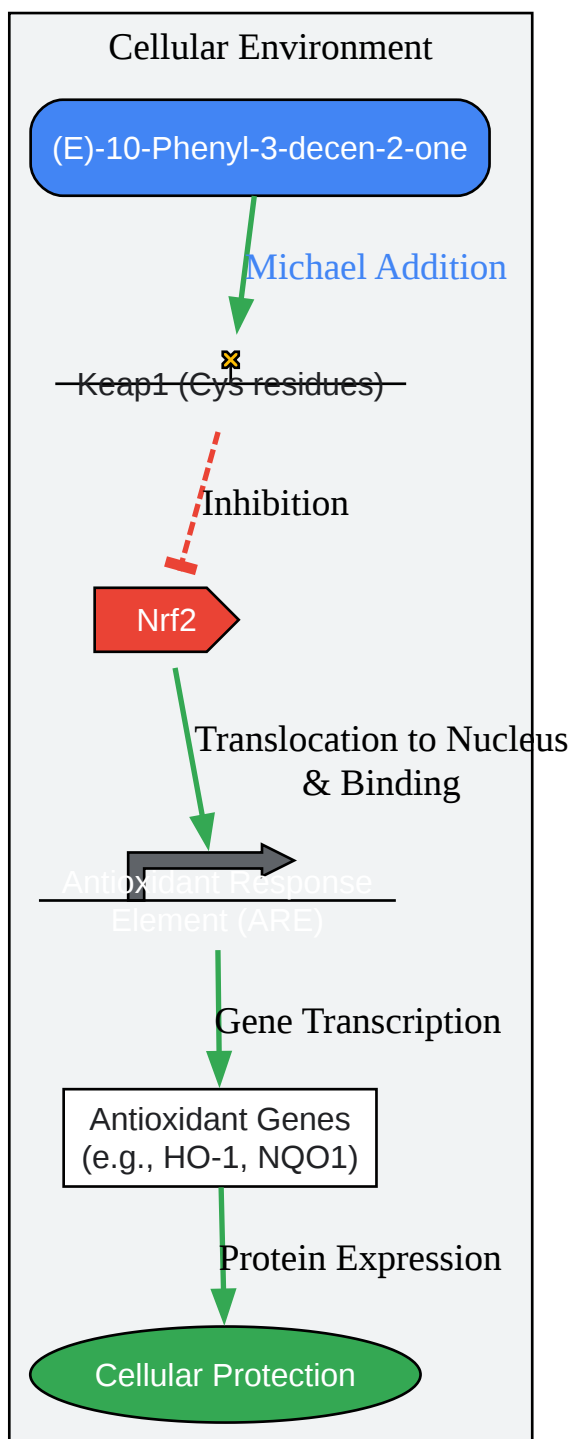 Cellular Environment
(E)-10-Phenyl-3-decen-2-one
Michael Addition
Keap1 (Cys residues)
Inhibition
Nrf2
Translocation to Nucleus
& Binding
Antioxidant Response
Element (ARE)
Gene Transcription
Antioxidant Genes
(e.g., HO-1, NQO1)
Protein Expression
Cellular Protection